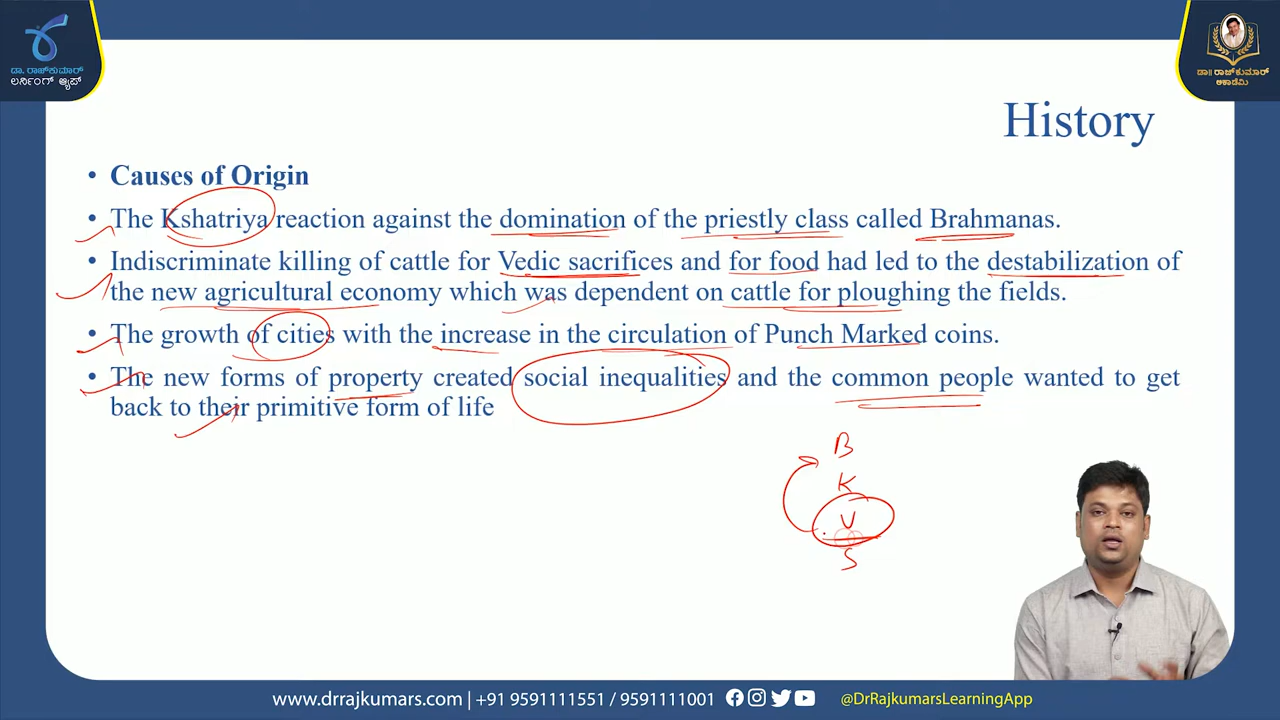 ಡಾ. ರಾಜ್‌ಕುಮಾರ್
ಲರ್ನಿಂಗ್ ಆ್ಯಪ್
ಡಾ|| ರಾಜ್‌ಕುಮಾರ್
ಅಕಾಡೆಮಿ
History
• Causes of Origin
• The Kshatriya reaction against the domination of the priestly class called Brahmanas.
• Indiscriminate killing of cattle for Vedic sacrifices and for food had led to the destabilization of
the new agricultural economy which was dependent on cattle for ploughing the fields.
• The growth of cities with the increase in the circulation of Punch Marked coins.
• The new forms of property created social inequalities and the common people wanted to get
back to their primitive form of life
B
K
V
S
www.drrajkumars.com | +91 9591111551 / 9591111001 @DrRajkumarsLearningApp